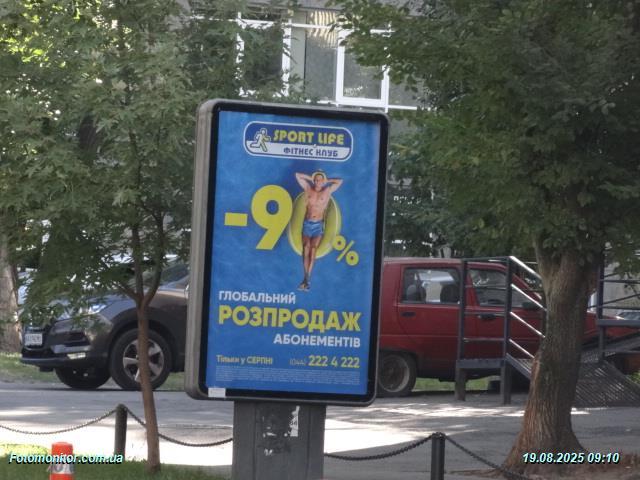 SPORT LIFE
ФІТНЕС КЛУБ
-90%
ГЛОБАЛЬНИЙ
РОЗПРОДАЖ
АБОНЕМЕНТІВ
Тільки у СЕРПНІ (044) 222 4 222
Fotomonitor.com.ua
19.08.2025 09:10